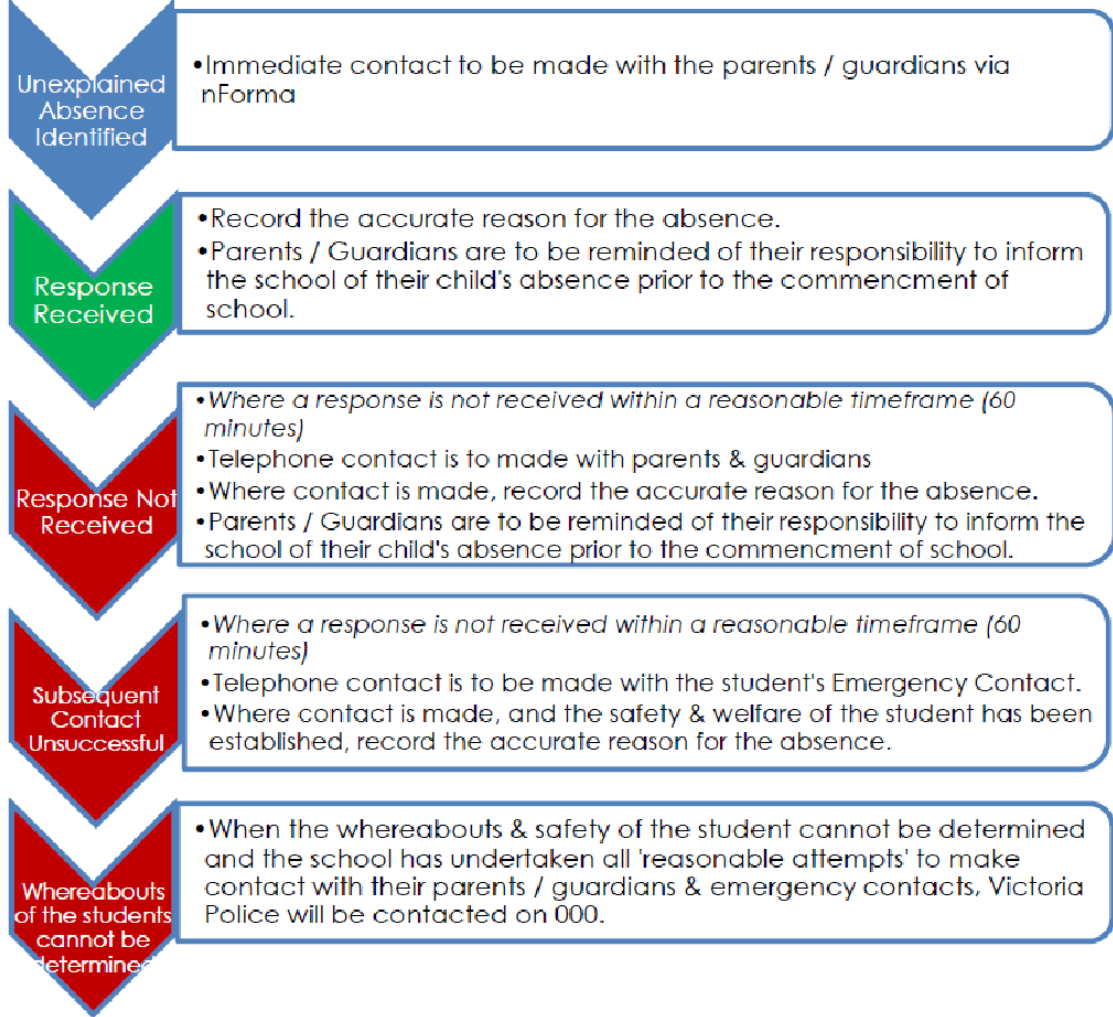 Unexplained
Absence
Identified
•Immediate contact to be made with the parents / guardians via
nForma
Response
Received
•Record the accurate reason for the absence.
•Parents / Guardians are to be reminded of their responsibility to inform
the school of their child's absence prior to the commencment of
school.
Response Not
Received
•Where a response is not received within a reasonable timeframe (60
minutes)
•Telephone contact is to made with parents & guardians
•Where contact is made, record the accurate reason for the absence.
•Parents / Guardians are to be reminded of their responsibility to inform the
school of their child's absence prior to the commencment of school.
Subsequent
Contact
Unsuccessful
•Where a response is not received within a reasonable timeframe (60
minutes)
•Telephone contact is to be made with the student's Emergency Contact.
•Where contact is made, and the safety & welfare of the student has been
established, record the accurate reason for the absence.
Whereabouts
of the students
cannot be
determined
•When the whereabouts & safety of the student cannot be determined
and the school has undertaken all 'reasonable attempts' to make
contact with their parents / guardians & emergency contacts, Victoria
Police will be contacted on 000.